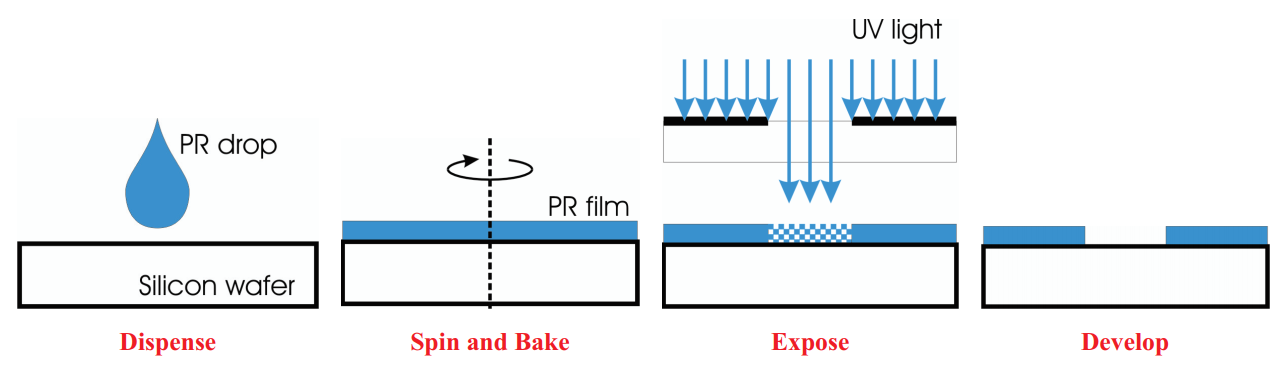 PR drop
Silicon wafer
Dispense
PR film
Spin and Bake
UV light
Expose
Develop